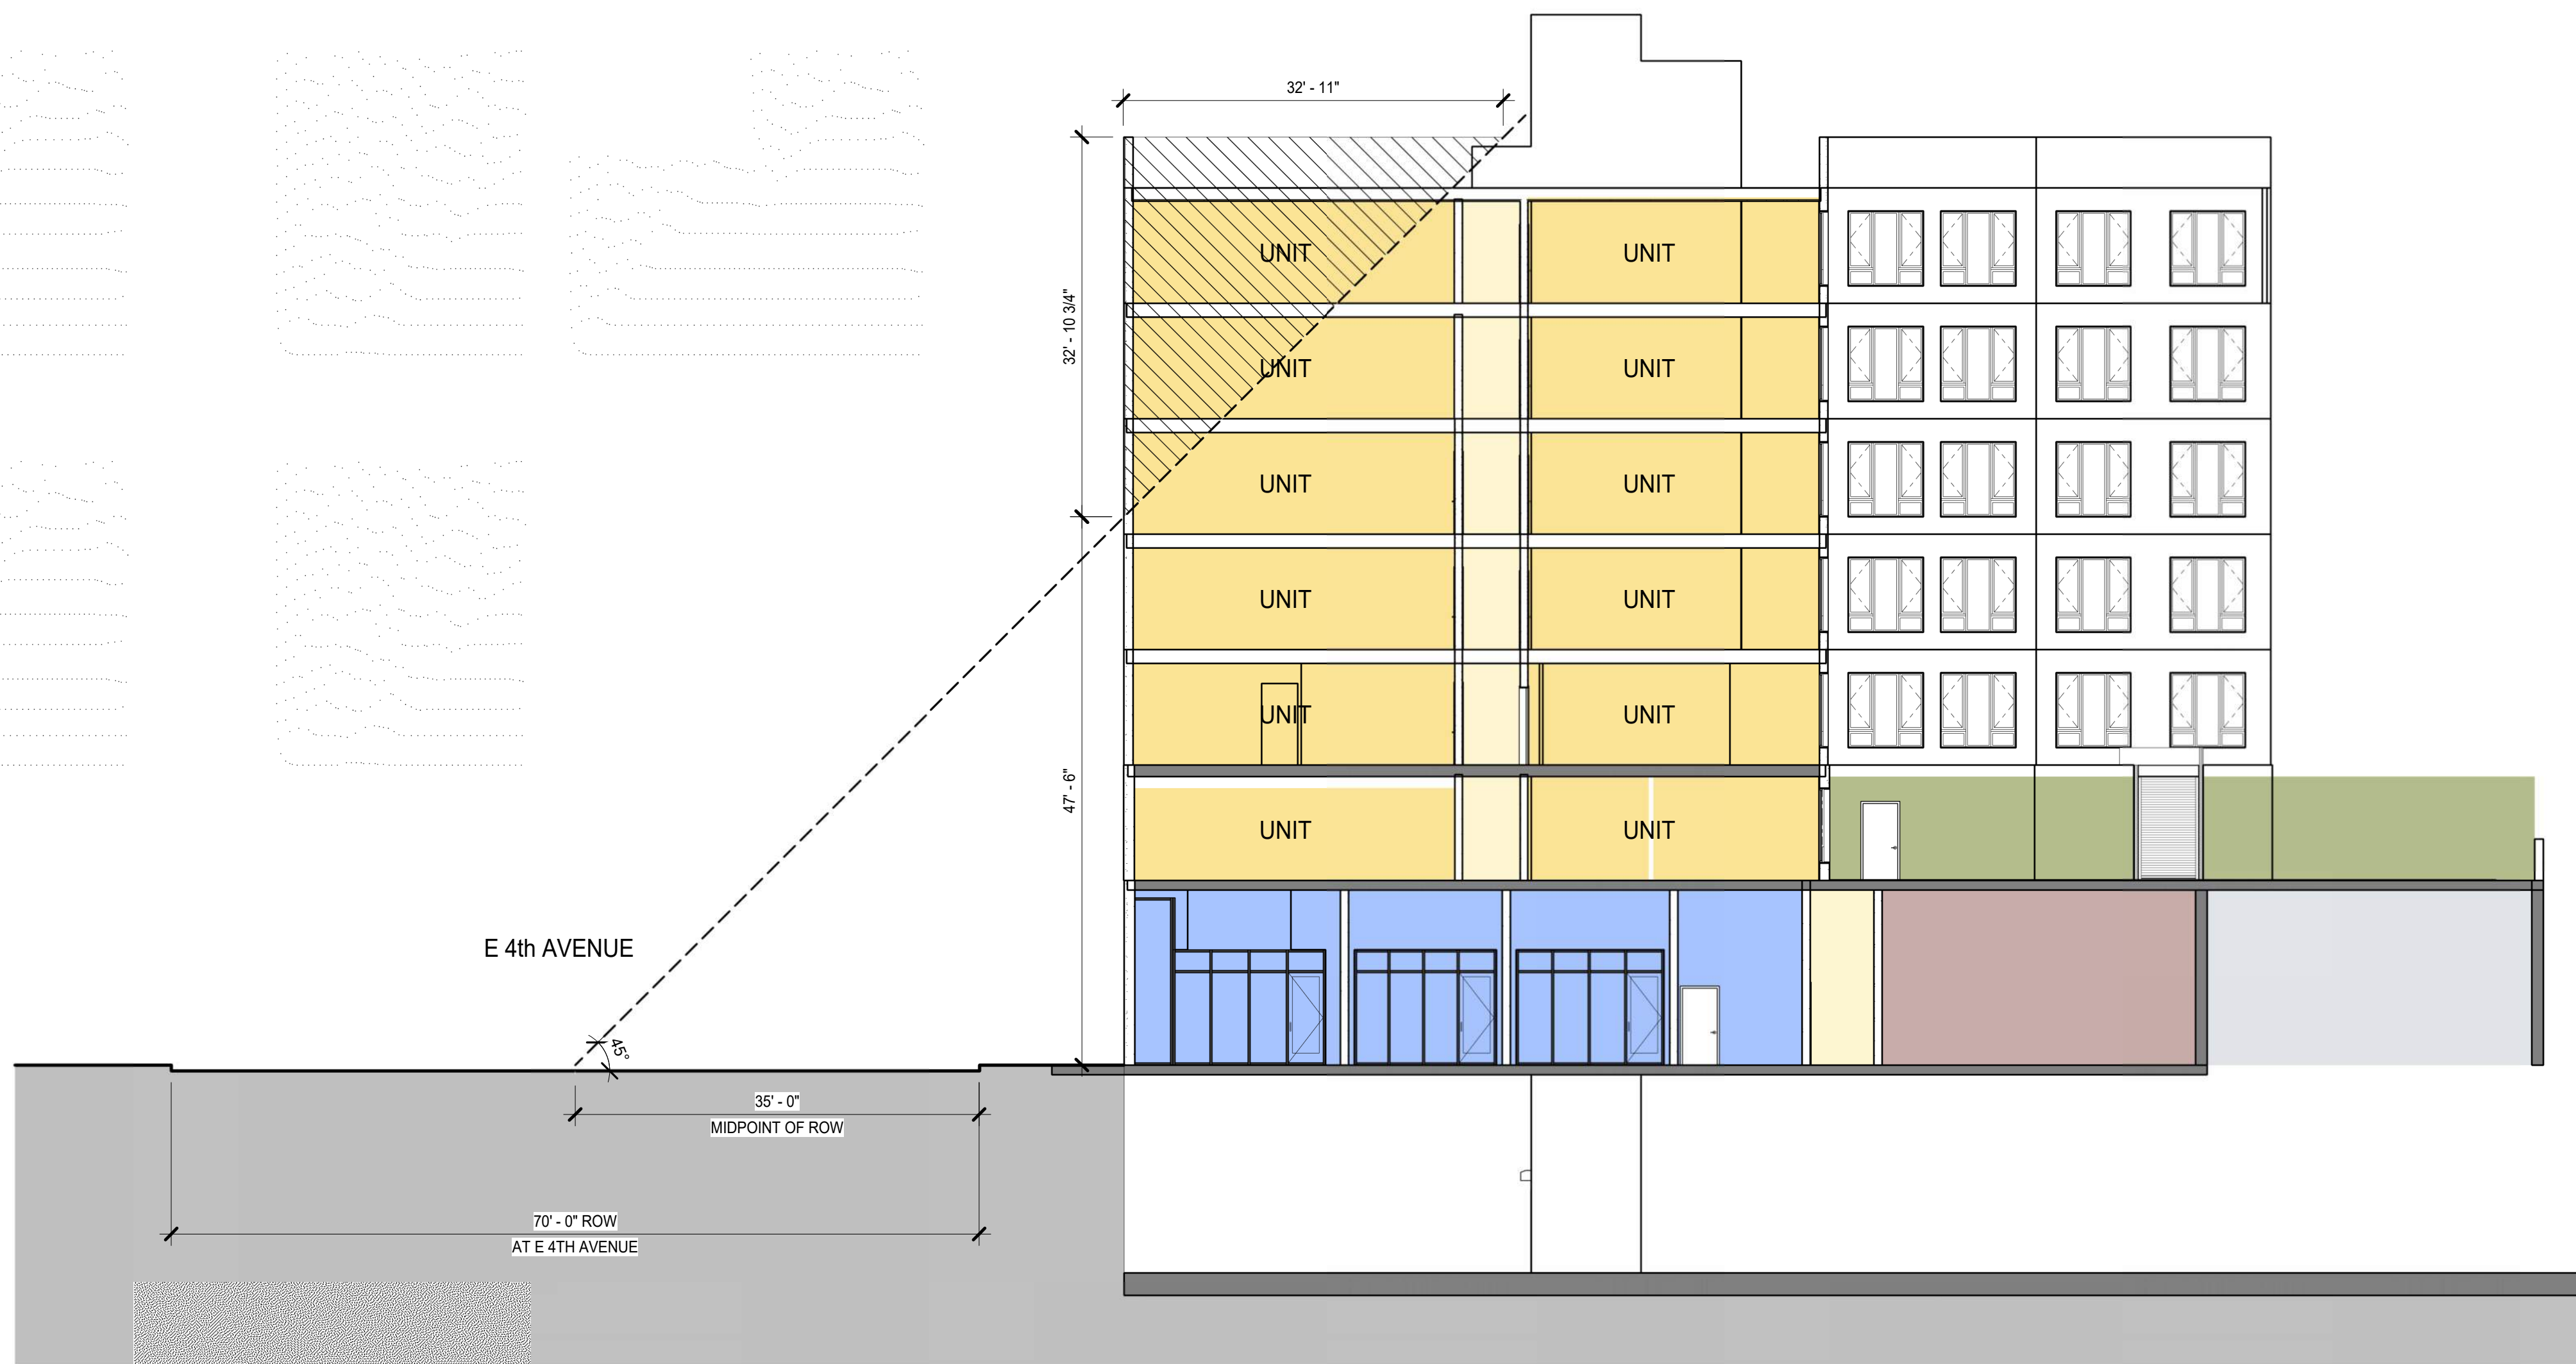 32' - 11"
32' - 10 3/4"
UNIT UNIT
UNIT UNIT
UNIT UNIT
UNIT UNIT
UNIT UNIT
47' - 6"
UNIT UNIT
E 4th AVENUE
45°
35' - 0"
MIDPOINT OF ROW
70' - 0" ROW
AT E 4TH AVENUE